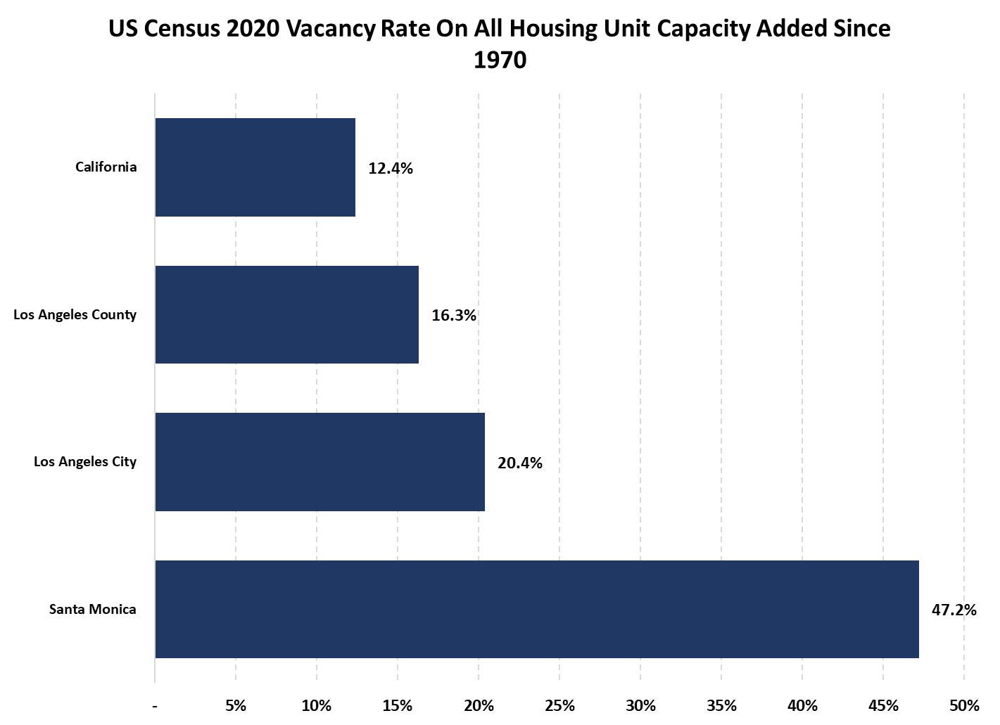 US Census 2020 Vacancy Rate On All Housing Unit Capacity Added Since
1970
California
12.4%
Los Angeles County
16.3%
Los Angeles City
20.4%
Santa Monica
47.2%
- 5% 10% 15% 20% 25% 30% 35% 40% 45% 50%